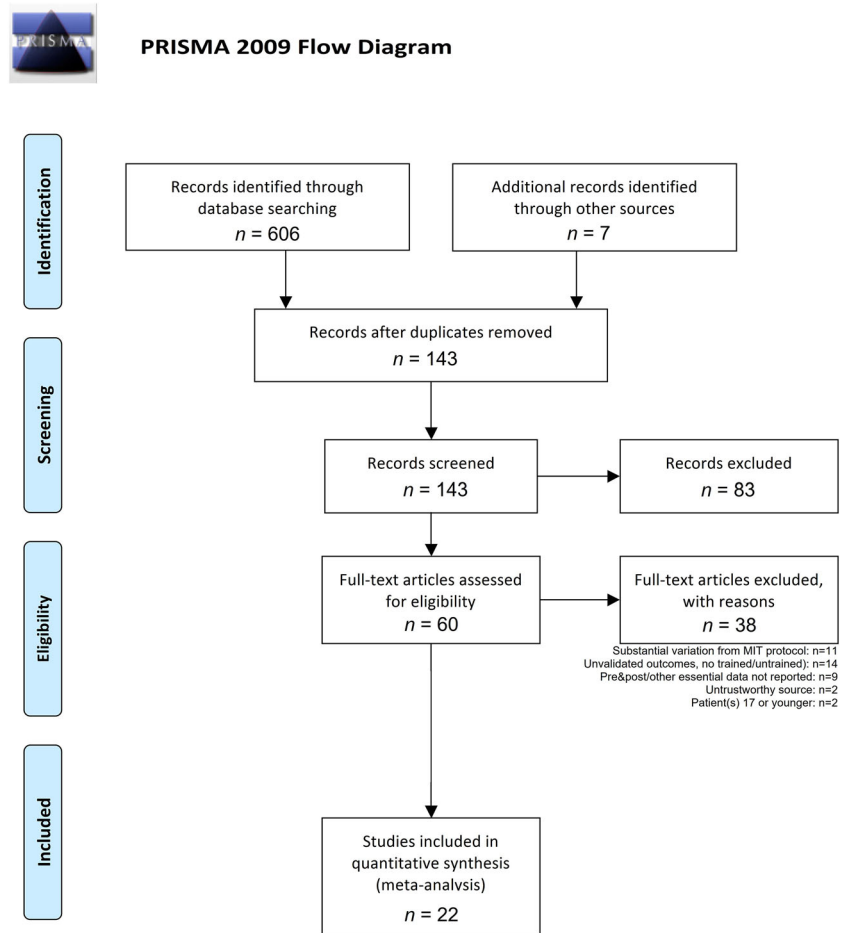 PRISMA
PRISMA 2009 Flow Diagram
Identification
Records identified through
database searching
n = 606
Additional records identified
through other sources
n = 7
Records after duplicates removed
n = 143
Screening
Records screened
n = 143
Records excluded
n = 83
Eligibility
Full-text articles assessed
for eligibility
n = 60
Full-text articles excluded,
with reasons
n = 38
Substantial variation from MIT protocol: n=11
Unvalidated outcomes, no trained/untrained): n=14
Pre&post/other essential data not reported: n=9
Untrustworthy source: n=2
Patient(s) 17 or younger: n=2
Included
Studies included in
quantitative synthesis
(meta-analysis)
n = 22